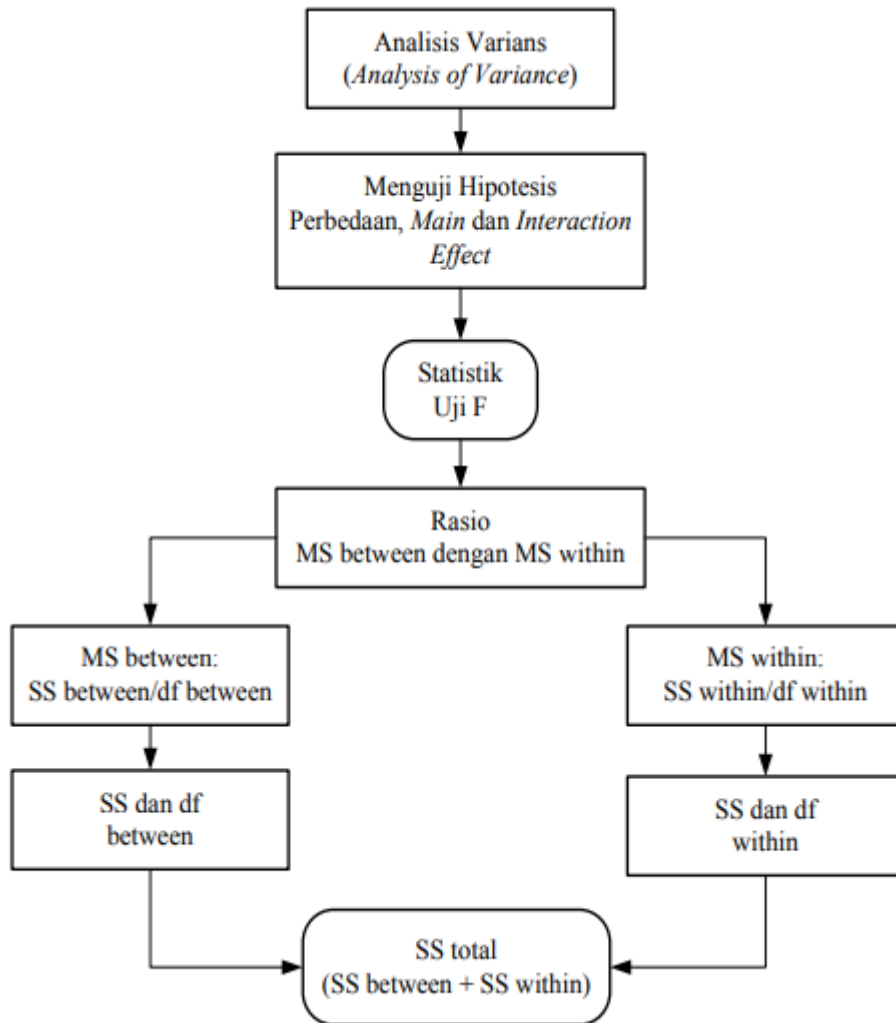 Analisis Varians
(Analysis of Variance)
Menguji Hipotesis
Perbedaan, Main dan Interaction
Effect
Statistik
Uji F
Rasio
MS between dengan MS within
MS between:
SS between/df between
MS within:
SS within/df within
SS dan df
between
SS dan df
within
SS total
(SS between + SS within)